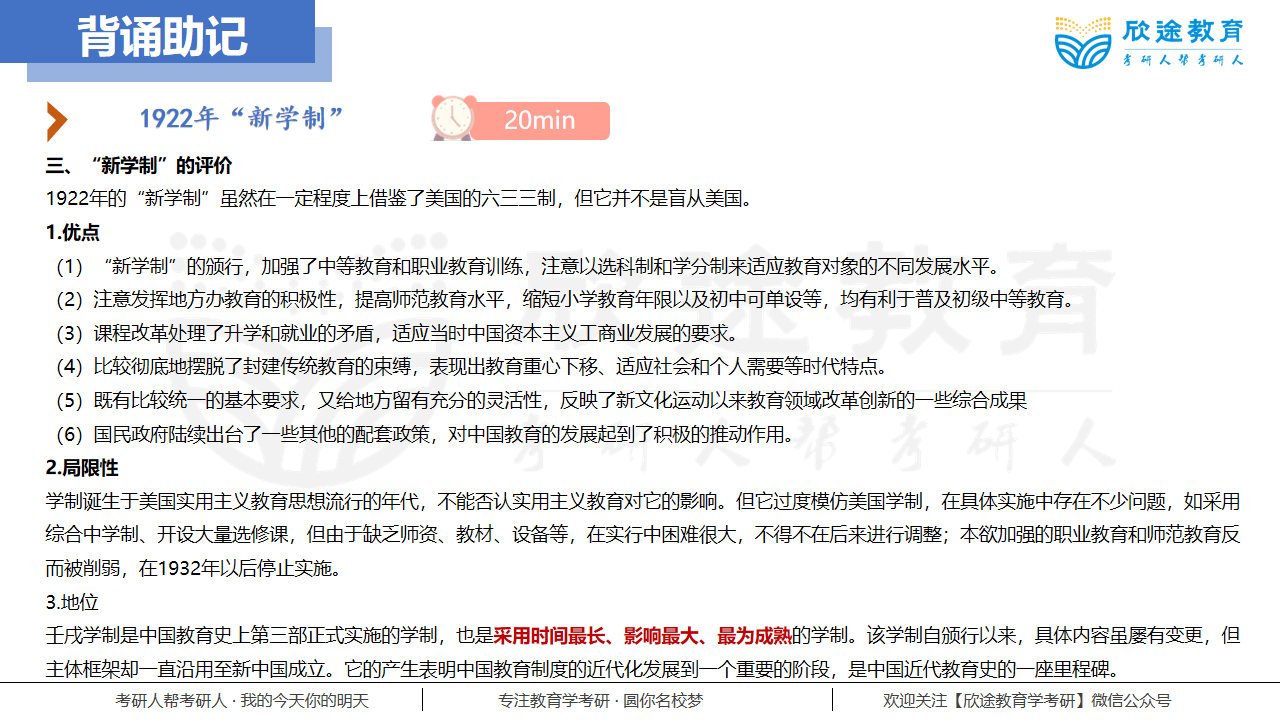 背诵助记
欣途教育
考研人帮考研人
1922年“新学制”
20min
三、“新学制”的评价
1922年的“新学制”虽然在一定程度上借鉴了美国的六三三制，但它并不是盲从美国。
1.优点
（1）“新学制”的颁行，加强了中等教育和职业教育训练，注意以选科制和学分制来适应教育对象的不同发展水平。
（2）注意发挥地方办教育的积极性，提高师范教育水平，缩短小学教育年限以及初中可单设等，均有利于普及初级中等教育。
（3）课程改革处理了升学和就业的矛盾，适应当时中国资本主义工商业发展的要求。
（4）比较彻底地摆脱了封建传统教育的束缚，表现出教育重心下移、适应社会和个人需要等时代特点。
（5）既有比较统一的基本要求，又给地方留有充分的灵活性，反映了新文化运动以来教育领域改革创新的一些综合成果
（6）国民政府陆续出台了一些其他的配套政策，对中国教育的发展起到了积极的推动作用。
2.局限性
学制诞生于美国实用主义教育思想流行的年代，不能否认实用主义教育对它的影响。但它过度模仿美国学制，在具体实施中存在不少问题，如采用
综合中学制、开设大量选修课，但由于缺乏师资、教材、设备等，在实行中困难很大，不得不在后来进行调整；本欲加强的职业教育和师范教育反
而被削弱，在1932年以后停止实施。
3.地位
壬戌学制是中国教育史上第三部正式实施的学制，也是采用时间最长、影响最大、最为成熟的学制。该学制自颁行以来，具体内容虽屡有变更，但
主体框架却一直沿用至新中国成立。它的产生表明中国教育制度的近代化发展到一个重要的阶段，是中国近代教育史的一座里程碑。
欣途教育
考研人帮考研人
考研人帮考研人 · 我的今天你的明天
专注教育学考研 · 圆你名校梦
欢迎关注【欣途教育学考研】微信公众号